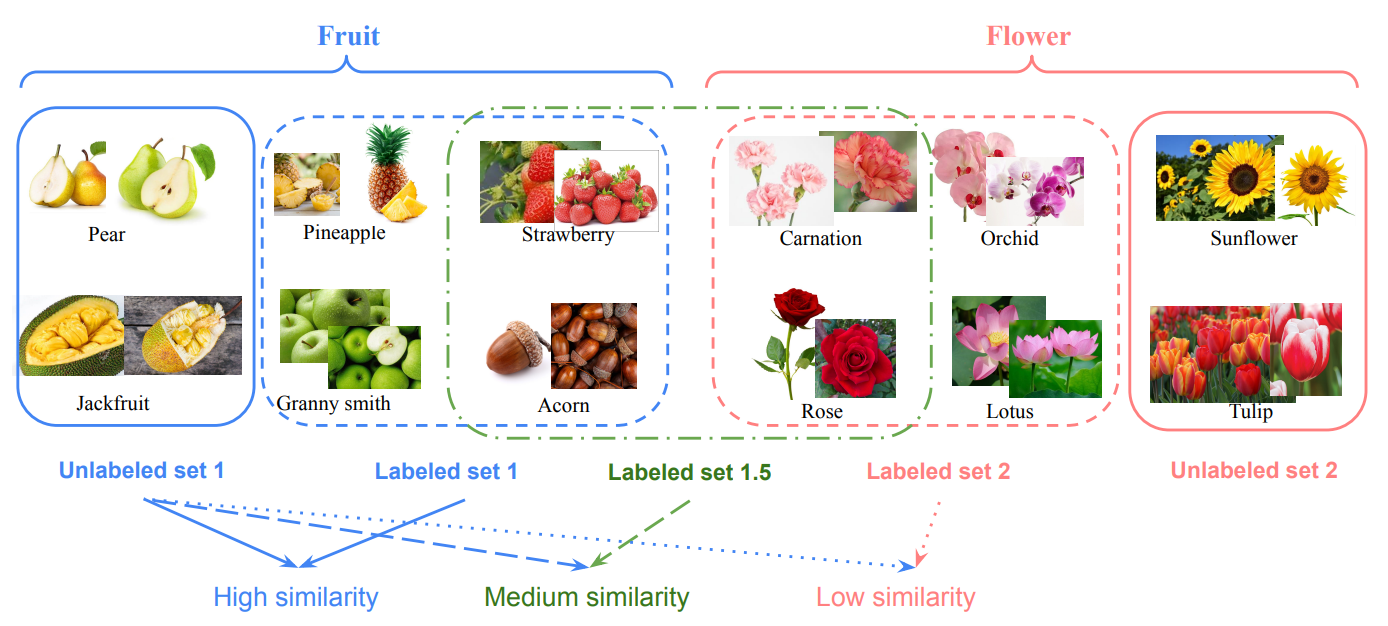 Fruit
Flower
Pear
Pineapple
Strawberry
Carnation
Orchid
Sunflower
Jackfruit
Granny smith
Acorn
Rose
Lotus
Tulip
Unlabeled set 1
Labeled set 1
Labeled set 1.5
Labeled set 2
Unlabeled set 2
High similarity
Medium similarity
Low similarity